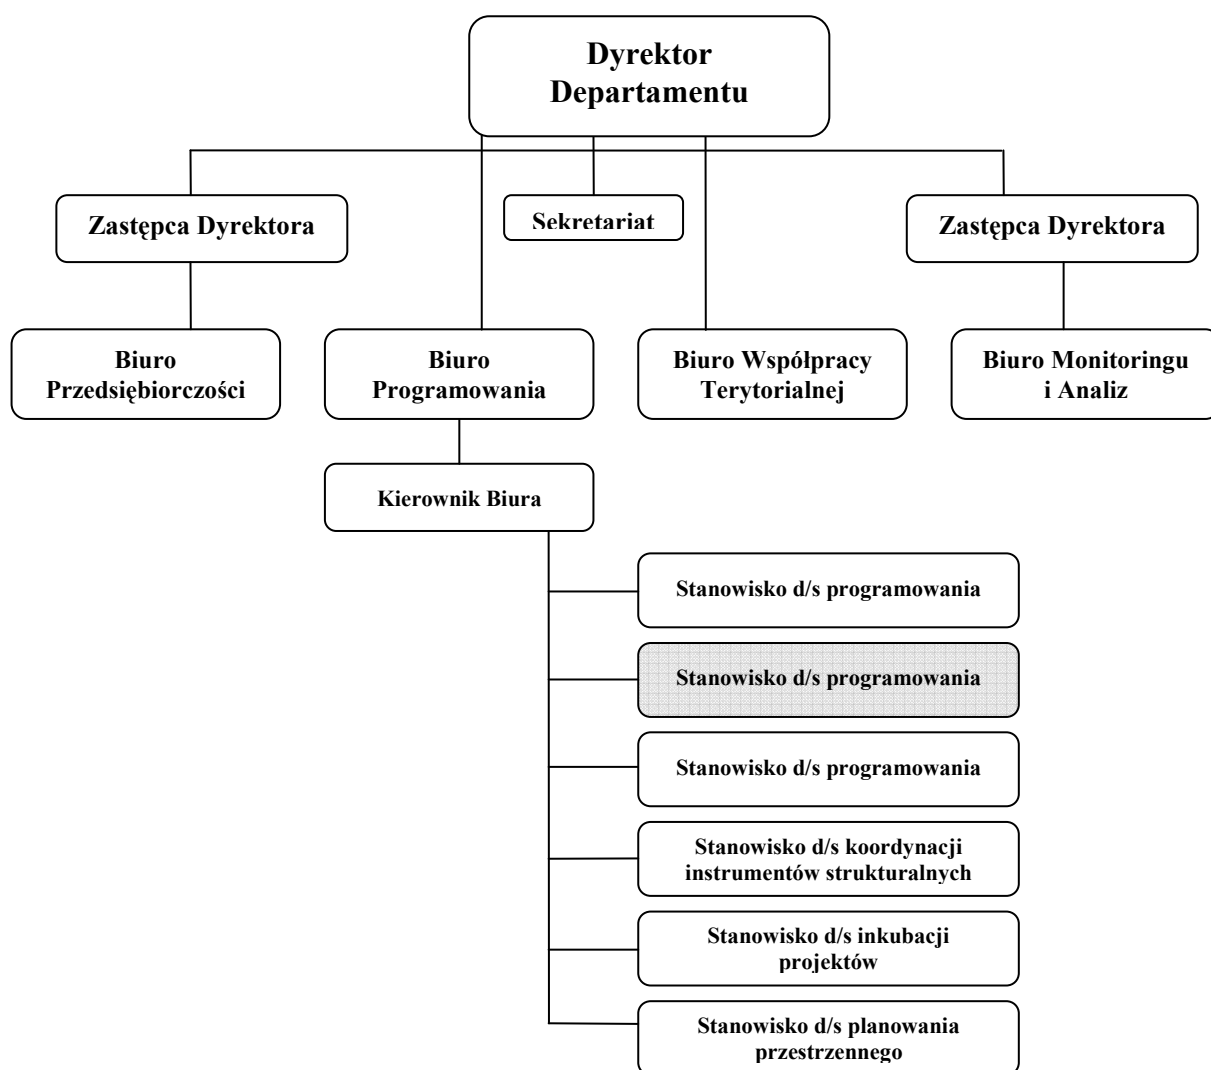 Dyrektor
Departamentu
Zastępca Dyrektora
Sekretariat
Zastępca Dyrektora
Biuro
Przedsiębiorczości
Biuro
Programowania
Biuro Współpracy
Terytorialnej
Biuro Monitoringu
i Analiz
Kierownik Biura
Stanowisko d/s programowania
Stanowisko d/s programowania
Stanowisko d/s programowania
Stanowisko d/s koordynacji
instrumentów strukturalnych
Stanowisko d/s inkubacji
projektów
Stanowisko d/s planowania
przestrzennego